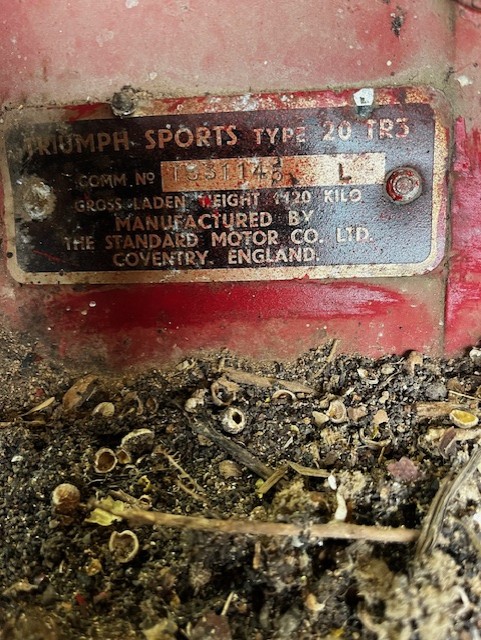 TRIUMPH SPORTS TYPE 20 TR3
COMM. NO L
GROSS LADEN WEIGHT 1120 KILO
MANUFACTURED BY
THE STANDARD MOTOR CO. LTD.
COVENTRY, ENGLAND.